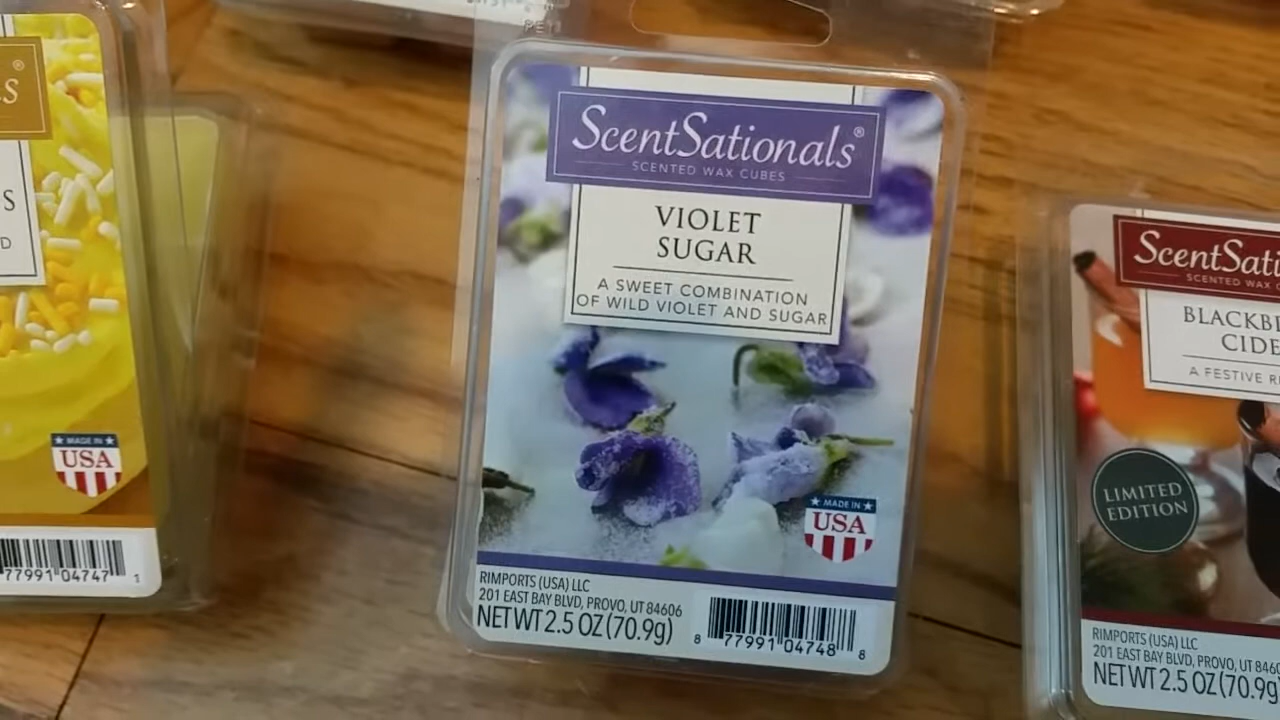 S®
S
D
MADE IN
USA
77991 04747 1
ScentSationals®
SCENTED WAX CUBES
VIOLET
SUGAR
A SWEET COMBINATION
OF WILD VIOLET AND SUGAR
MADE IN
USA
RIMPORTS (USA) LLC
201 EAST BAY BLVD, PROVO, UT 84606
NET WT 2.5 OZ (70.9g)
8 77991 04748 8
ScentSati
SCENTED WAX
BLACKBE
CIDE
A FESTIVE
LIMITED
EDITION
RIMPORTS (USA) LLC
201 EAST BAY BLVD, PROVO, UT 8460
NET WT 2.5 OZ (70.9g